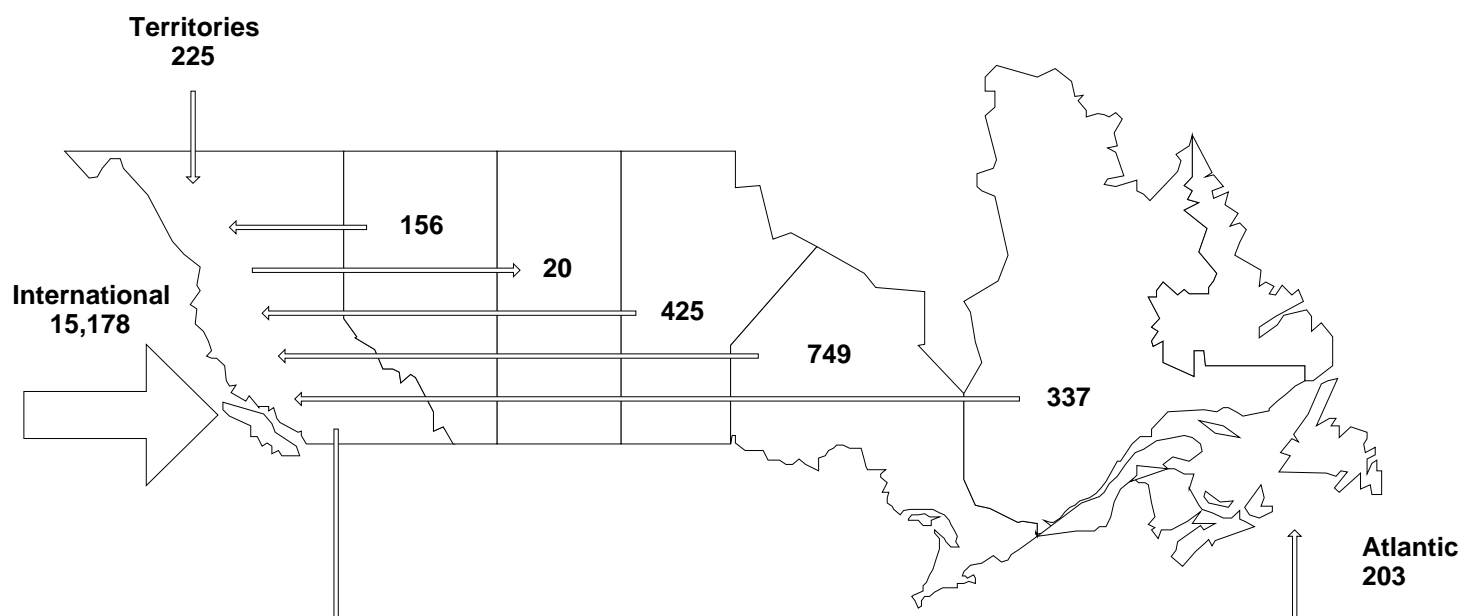 Territories
225
156
20
International
15,178
425
749
337
Atlantic
203